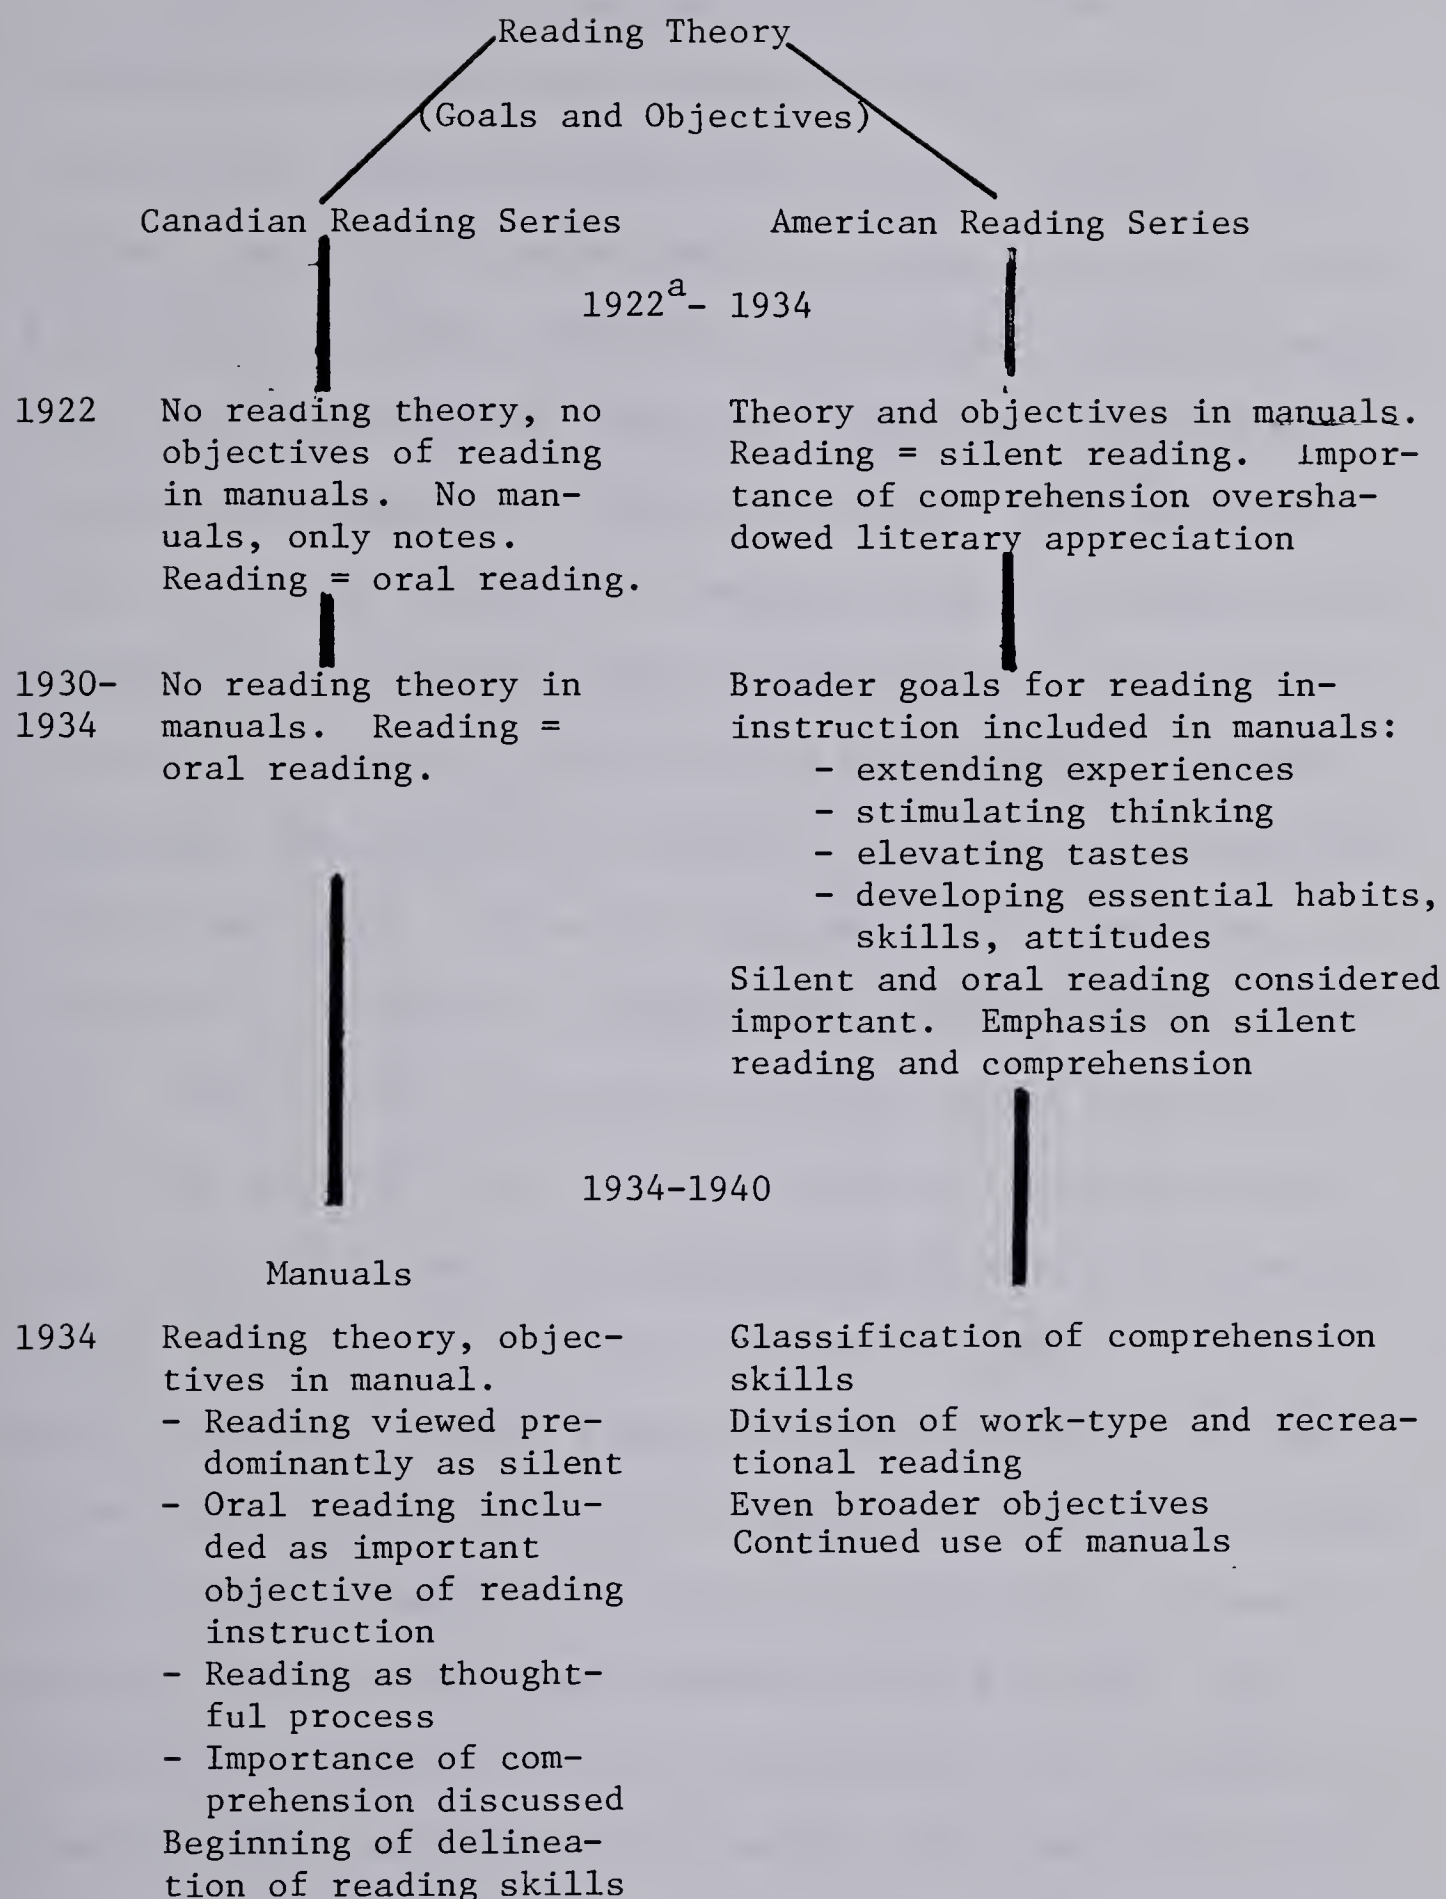 Reading Theory
(Goals and Objectives)
Canadian Reading Series
American Reading Series
1922a- 1934
1922
No reading theory, no
objectives of reading
in manuals. No man-
uals, only notes.
Reading = oral reading.
Theory and objectives in manuals.
Reading = silent reading. Impor-
tance of comprehension oversha-
dowed literary appreciation
1930-
1934
No reading theory in
manuals. Reading =
oral reading.
Broader goals for reading in-
instruction included in manuals:
- extending experiences
- stimulating thinking
- elevating tastes
- developing essential habits,
skills, attitudes
Silent and oral reading considered
important. Emphasis on silent
reading and comprehension
1934-1940
Manuals
1934
Reading theory, objec-
tives in manual.
- Reading viewed pre-
dominantly as silent
- Oral reading inclu-
ded as important
objective of reading
instruction
- Reading as thought-
ful process
- Importance of com-
prehension discussed
Beginning of delinea-
tion of reading skills
Glassification of comprehension
skills
Division of work-type and recrea-
tional reading
Even broader objectives
Continued use of manuals